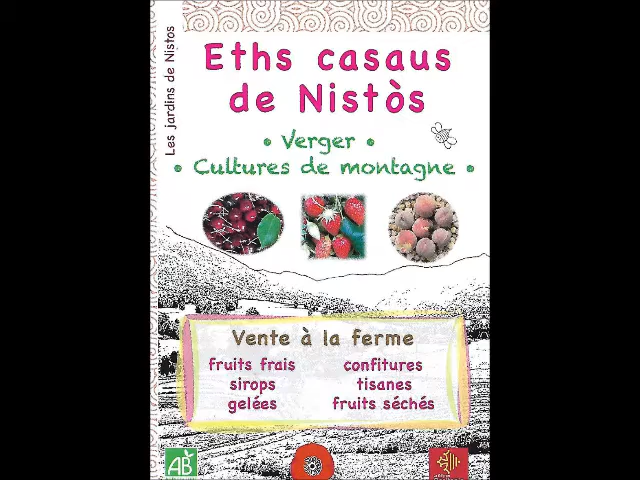 Les jardins de Nistos
Eths casaus
de Nistòs
• Verger •
• Cultures de montagne •
Vente à la ferme
fruits frais
confitures
sirops
tisanes
gelées
fruits séchés
AB